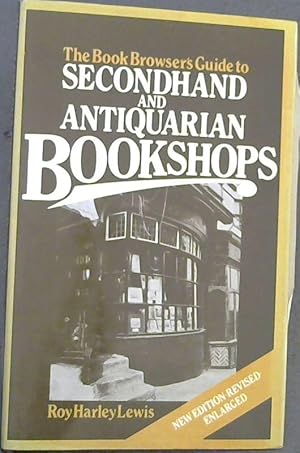 The Book Browser's Guide to
SECONDHAND
AND
ANTIQUARIAN
BOOKSHOPS
Roy Harley Lewis
NEW EDITION REVISED
ENLARGED